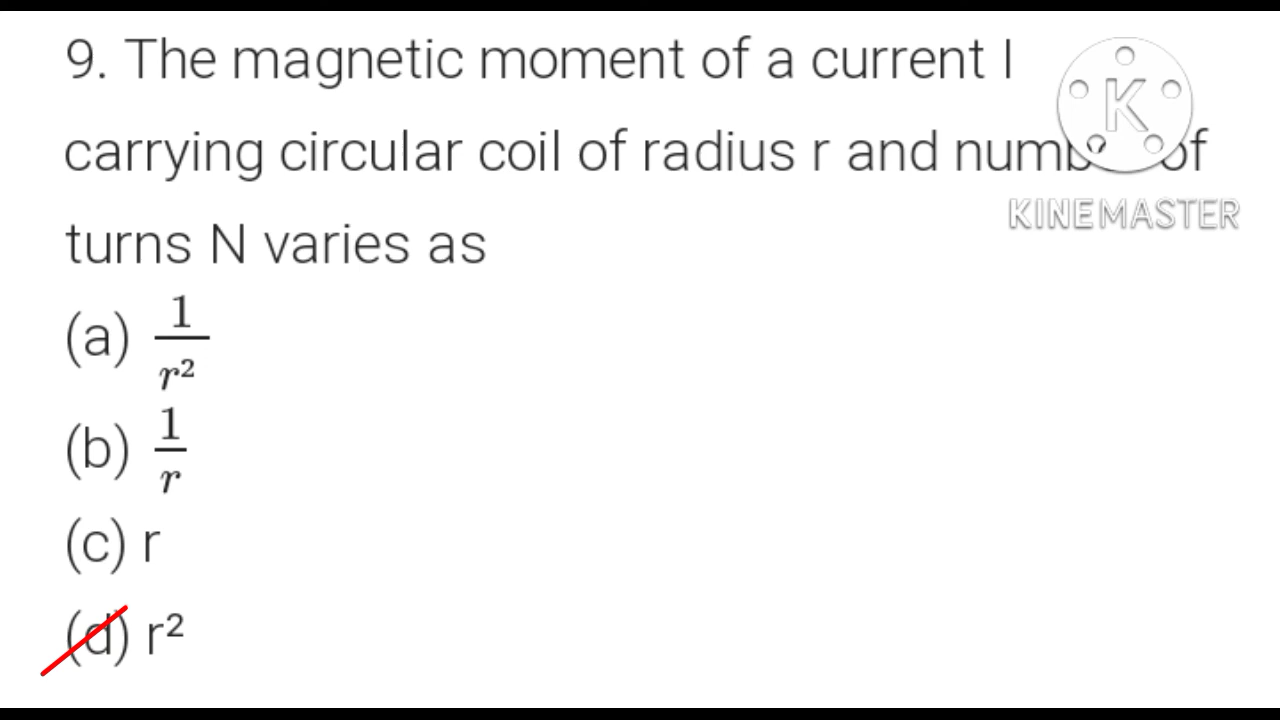 9. The magnetic moment of a current I
carrying circular coil of radius r and of
turns N varies as
(a) 1/r²
(b) 1/r
(c) r
(d) r²
K
KINEMASTER